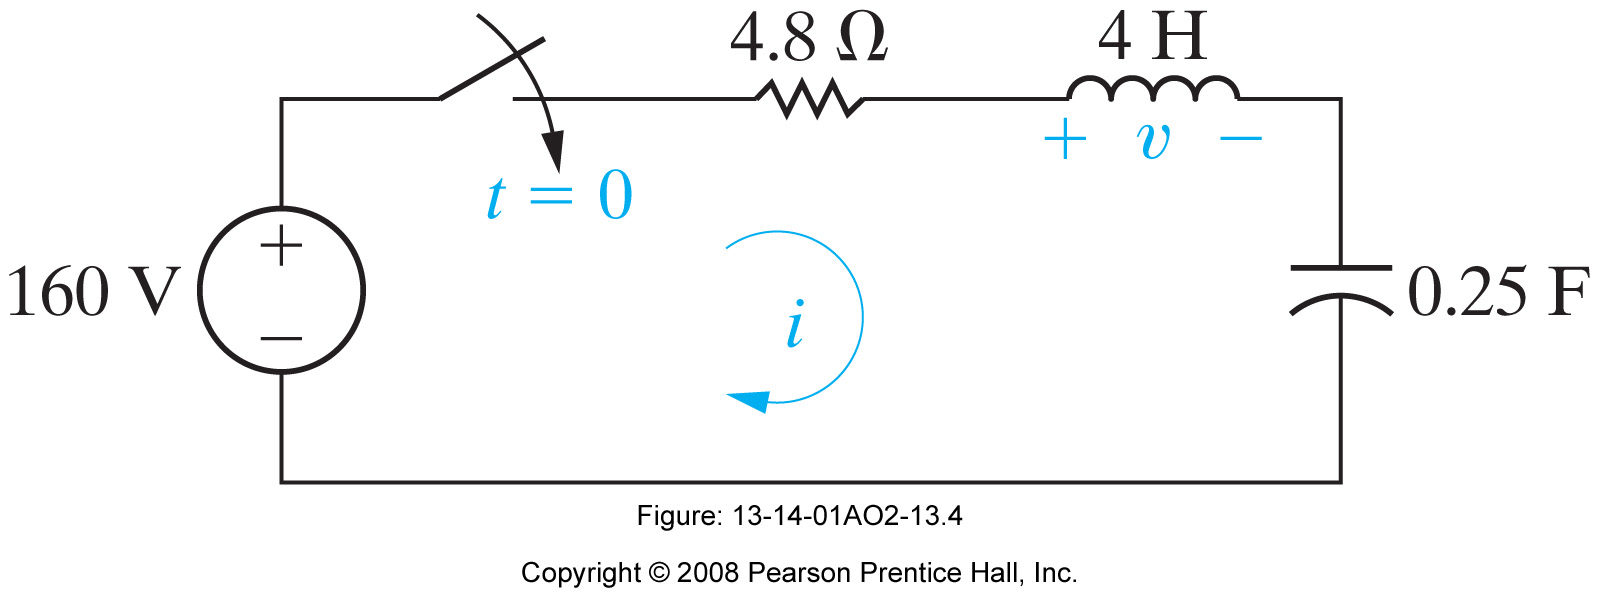 4.8 Ω
4 H
+ v −
t = 0
+
160 V
−
i
0.25 F
Figure: 13-14-01AO2-13.4
Copyright © 2008 Pearson Prentice Hall, Inc.